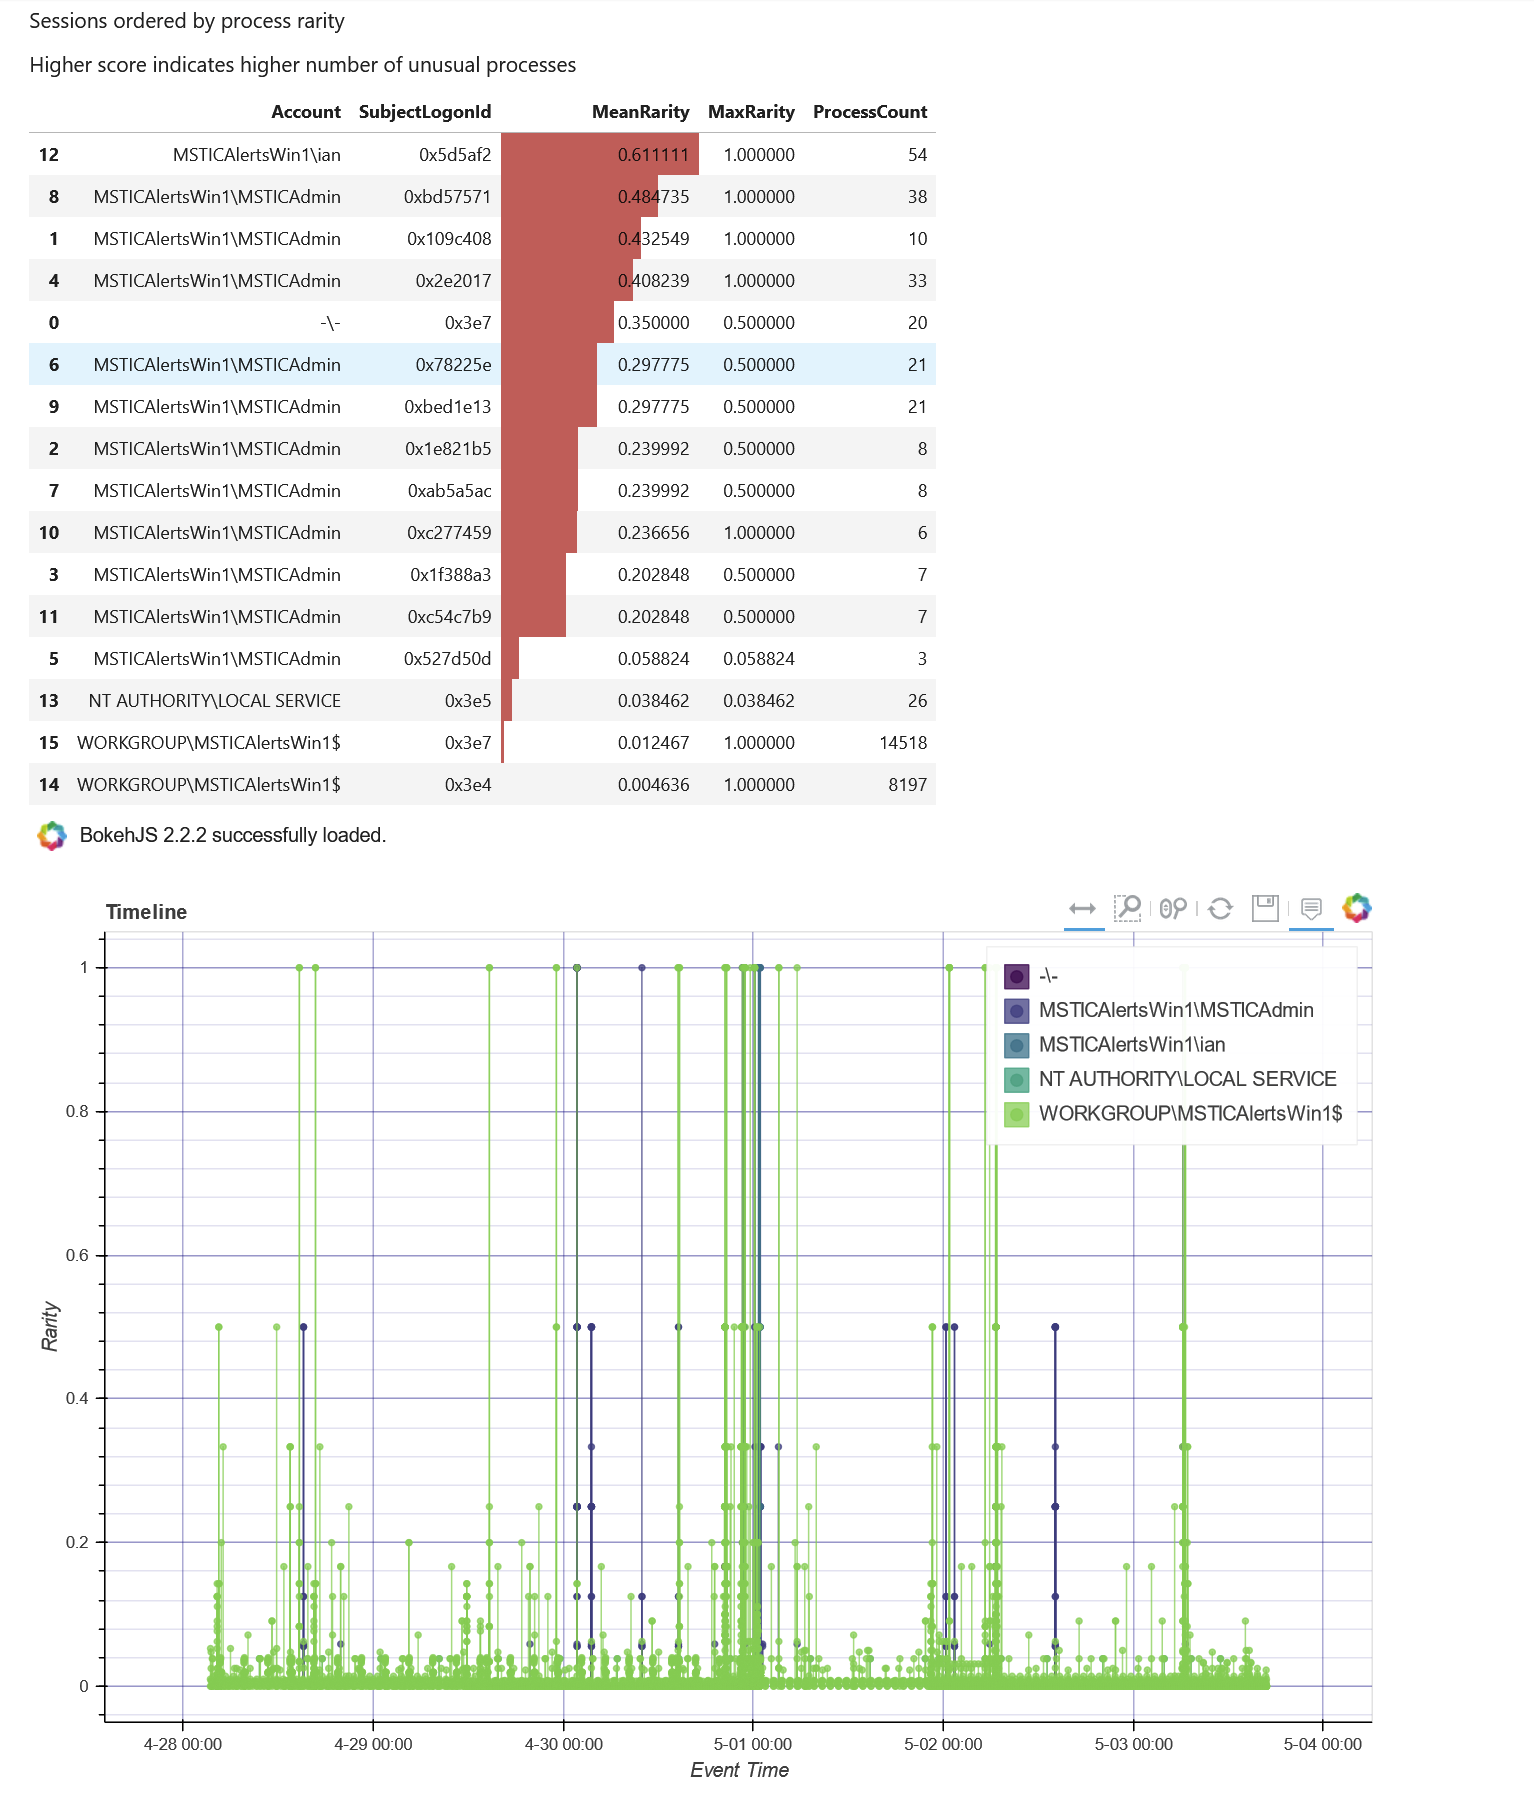 Sessions ordered by process rarity
Higher score indicates higher number of unusual processes
Account SubjectLogonId MeanRarity MaxRarity ProcessCount
12 MSTICAlertsWin1\ian 0x5d5af2 0.611111 1.000000 54
8 MSTICAlertsWin1\MSTICAdmin 0xbd57571 0.484735 1.000000 38
1 MSTICAlertsWin1\MSTICAdmin 0x109c408 0.432549 1.000000 10
4 MSTICAlertsWin1\MSTICAdmin 0x2e2017 0.408239 1.000000 33
0 -\- 0x3e7 0.350000 0.500000 20
6 MSTICAlertsWin1\MSTICAdmin 0x78225e 0.297775 0.500000 21
9 MSTICAlertsWin1\MSTICAdmin 0xbed1e13 0.297775 0.500000 21
2 MSTICAlertsWin1\MSTICAdmin 0x1e821b5 0.239992 0.500000 8
7 MSTICAlertsWin1\MSTICAdmin 0xab5a5ac 0.239992 0.500000 8
10 MSTICAlertsWin1\MSTICAdmin 0xc277459 0.236656 1.000000 6
3 MSTICAlertsWin1\MSTICAdmin 0x1f388a3 0.202848 0.500000 7
11 MSTICAlertsWin1\MSTICAdmin 0xc54c7b9 0.202848 0.500000 7
5 MSTICAlertsWin1\MSTICAdmin 0x527d50d 0.058824 0.058824 3
13 NT AUTHORITY\LOCAL SERVICE 0x3e5 0.038462 0.038462 26
15 WORKGROUP\MSTICAlertsWin1$ 0x3e7 0.012467 1.000000 14518
14 WORKGROUP\MSTICAlertsWin1$ 0x3e4 0.004636 1.000000 8197
BokehJS 2.2.2 successfully loaded.
Timeline
-\-
MSTICAlertsWin1\MSTICAdmin
MSTICAlertsWin1\ian
NT AUTHORITY\LOCAL SERVICE
WORKGROUP\MSTICAlertsWin1$
1
0.8
0.6
0.4
0.2
0
Rarity
4-28 00:00 4-29 00:00 4-30 00:00 5-01 00:00 5-02 00:00 5-03 00:00 5-04 00:00
Event Time